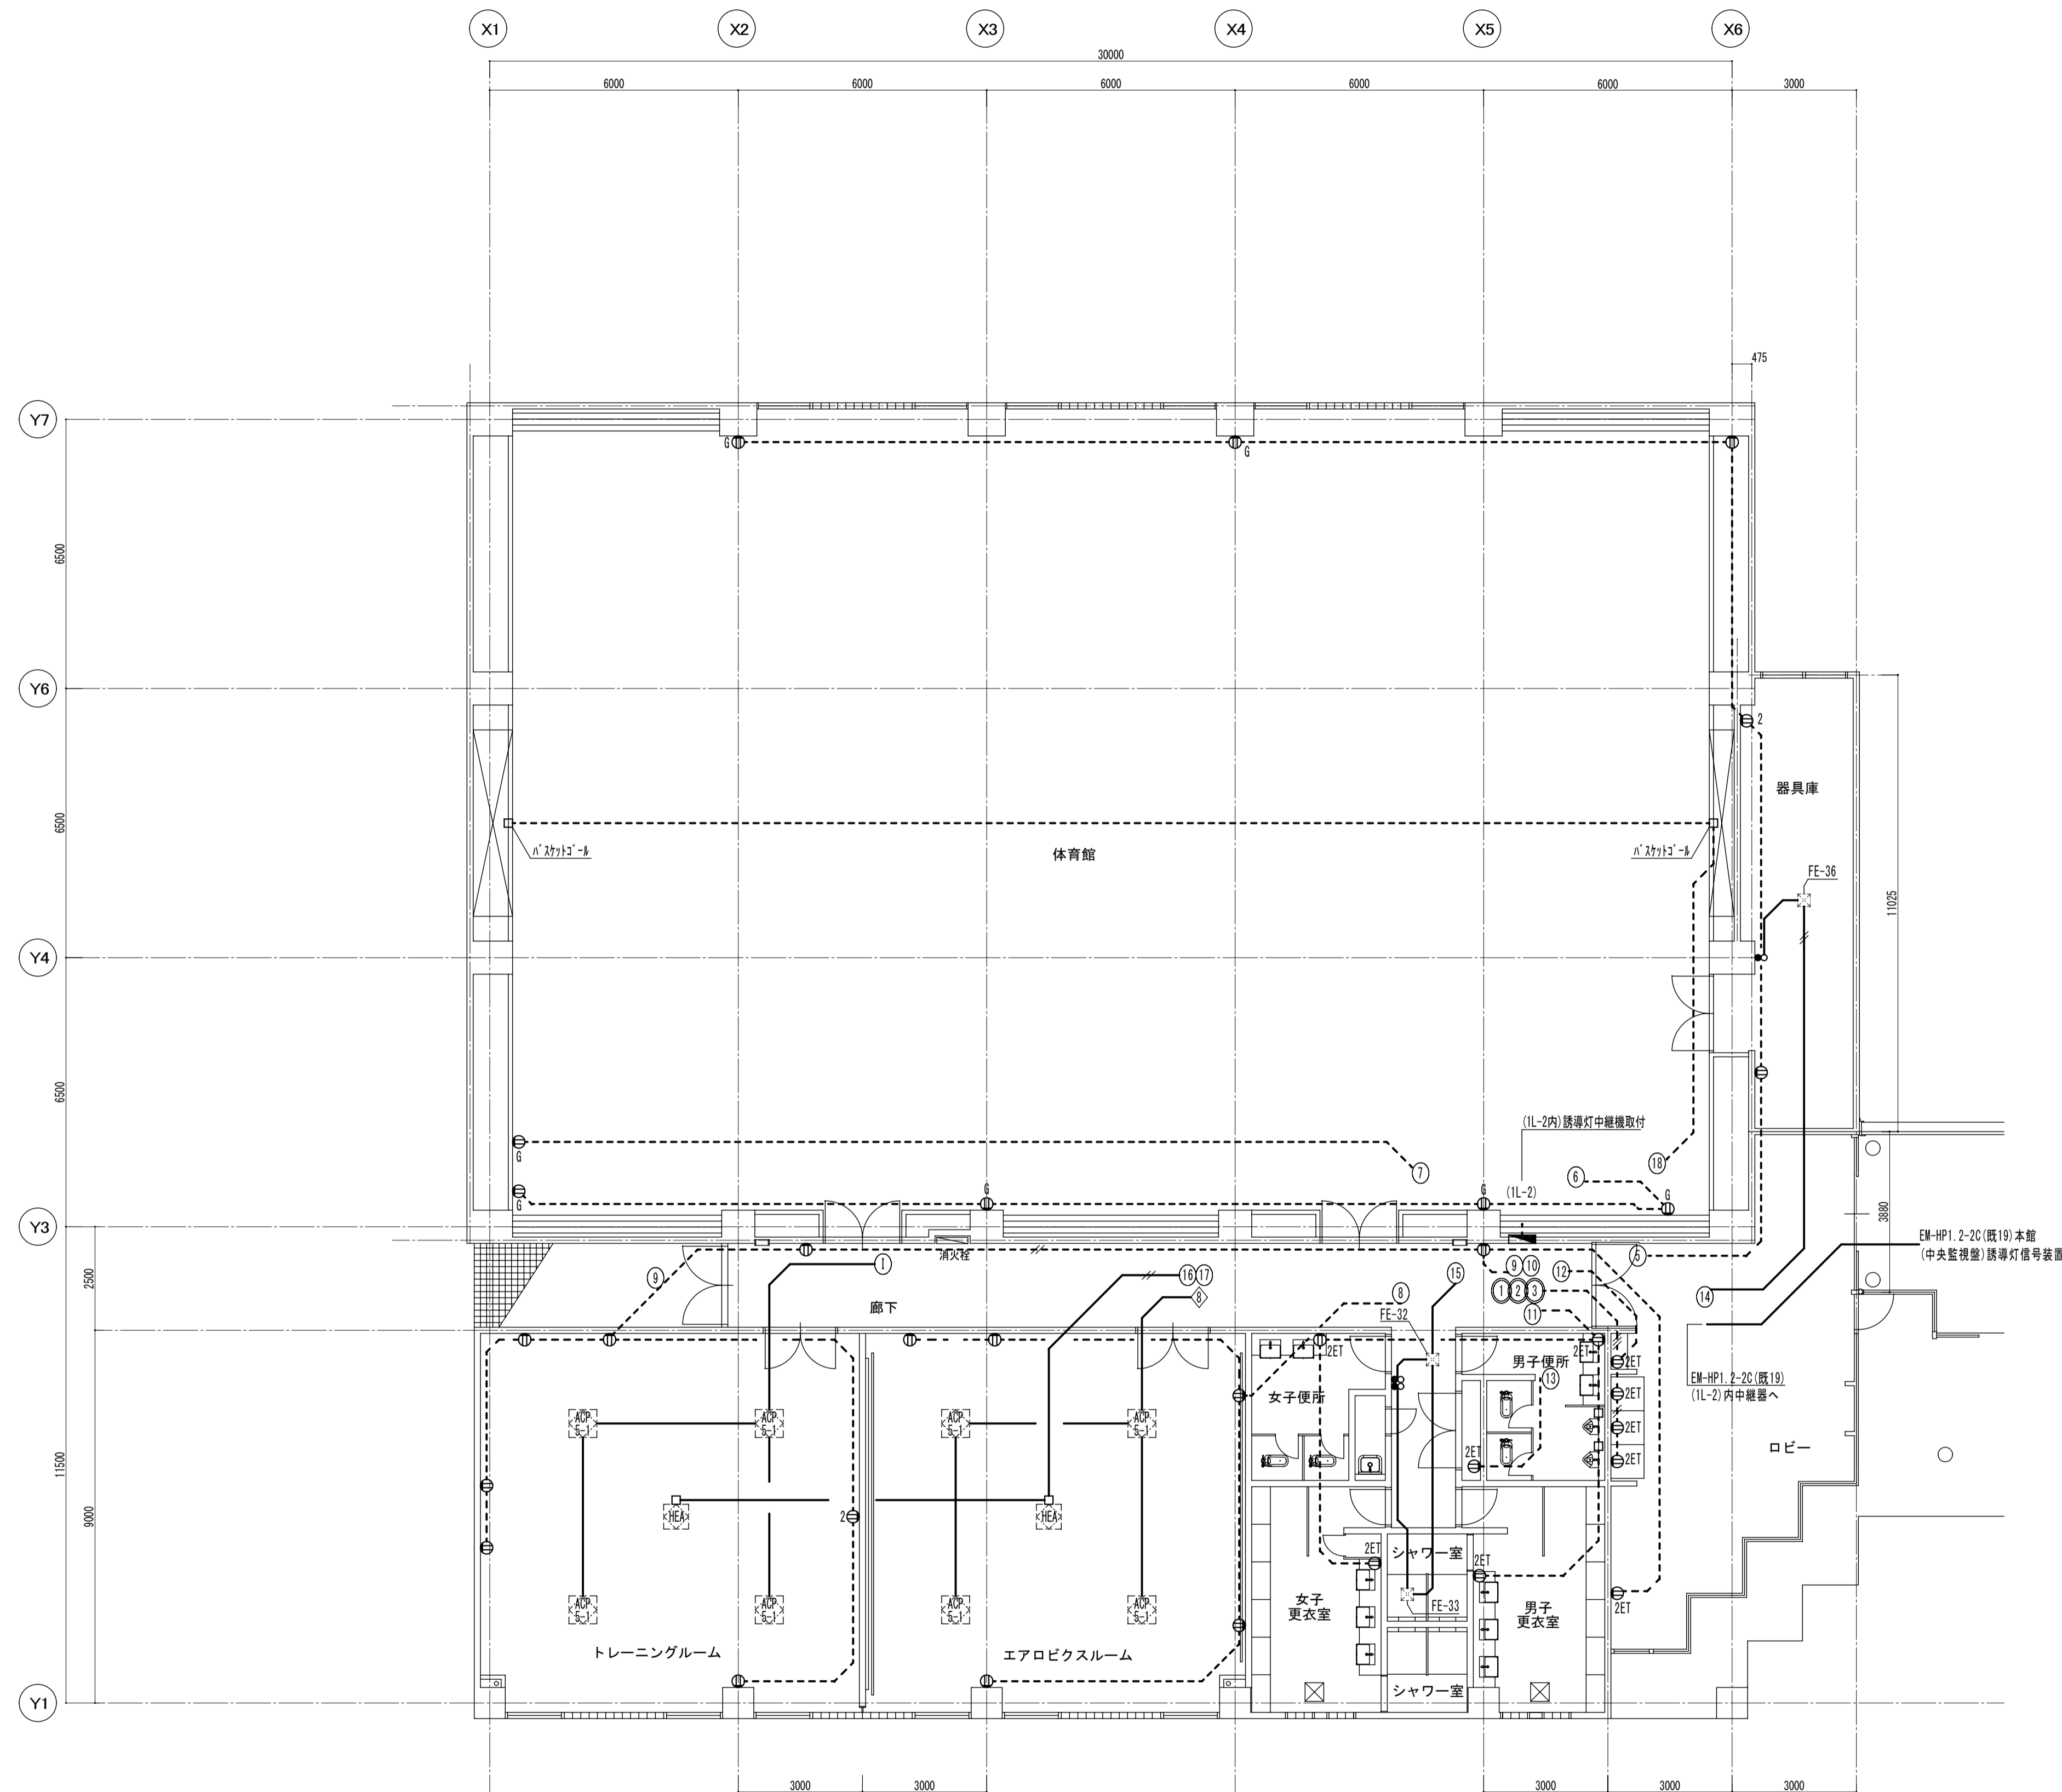 X1
X2
X3
X4
X5
X6
30000
6000
6000
6000
6000
6000
3000
475
Y7
G
G
6500
Y6
2
器具庫
6500
バスケットゴール
体育館
バスケットゴール
FE-36
11025
Y4
6500
(1L-2内)誘導灯中継機取付
G
7
6
18
(1L-2)
G
G
G
G
Y3
3880
EM-HP1.2-2C(既19)本館
(中央監視盤)誘導灯信号装置
消火栓
5
2500
9
I
16
17
15
9
10
12
廊下
8
8
1
2
3
14
FE-32
11
2ET
男子便所
2ET
2ET
13
EM-HP1.2-2C(既19)
(1L-2)内中継器へ
女子便所
2ET
ACP
5-1
ACP
5-1
ACP
5-1
ACP
5-1
2ET
ロビー
11500
2ET
2ET
9000
HEA
2
HEA
シャワー室
2ET
2ET
女子
更衣室
FE-33
男子
更衣室
2ET
ACP
5-1
ACP
5-1
ACP
5-1
ACP
5-1
トレーニングルーム
エアロビクスルーム
シャワー室
Y1
3000
3000
3000
3000
3000